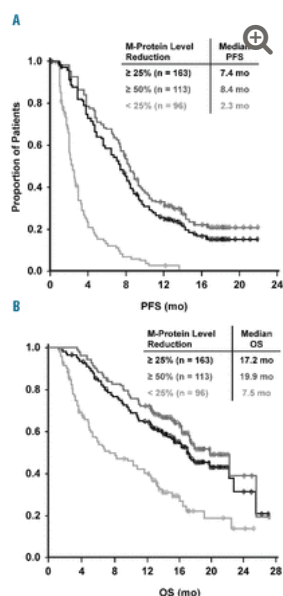 A
M-Protein Level Reduction Median PFS
≥ 25% (n = 163) 7.4 mo
≥ 50% (n = 113) 8.4 mo
< 25% (n = 96) 2.3 mo
Proportion of Patients
1.0
0.8
0.6
0.4
0.2
0.0
0 4 8 12 16 20 24
PFS (mo)
B
M-Protein Level Reduction Median OS
≥ 25% (n = 163) 17.2 mo
≥ 50% (n = 113) 19.9 mo
< 25% (n = 96) 7.5 mo
1.0
0.8
0.6
0.4
0.2
0.0
0 4 8 12 16 20 24 28
OS (mo)